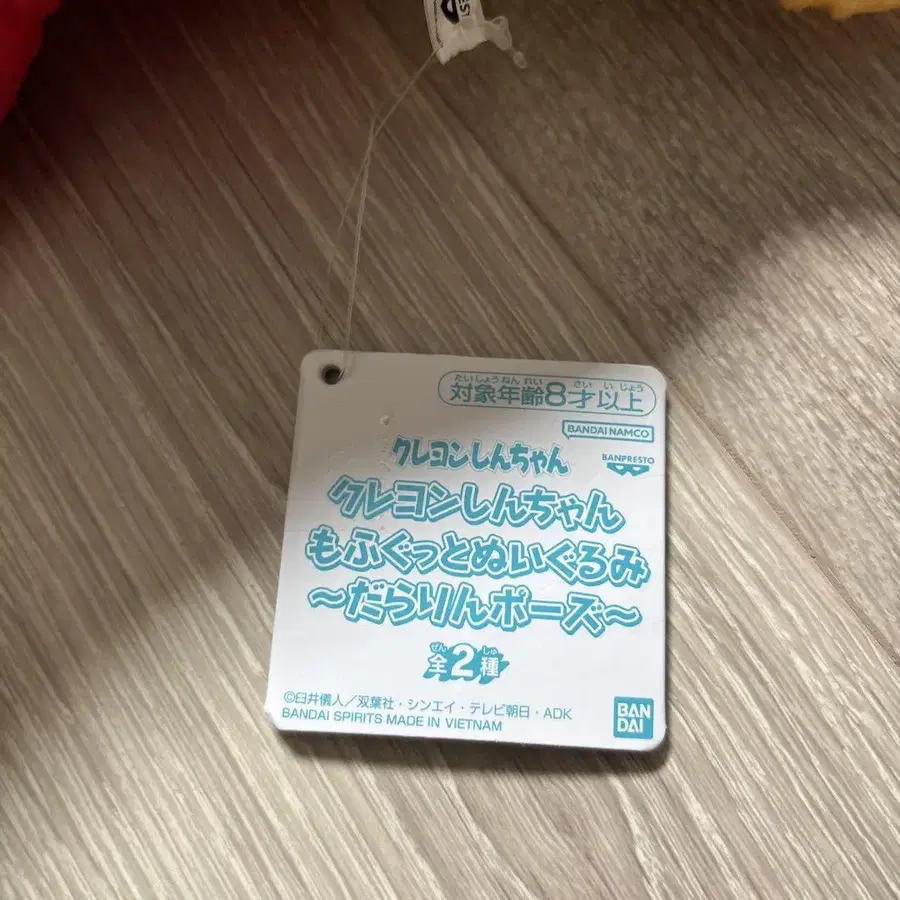 たいしょうねんれい さい い じょう
対象年齢8才以上
BANDAI NAMCO
BANPRESTO
クレヨンしんちゃん
クレヨンしんちゃん
もふぐっとぬいぐるみ
〜だらりんポーズ〜
ぜん しゅ
全2種
©臼井儀人/双葉社・シンエイ・テレビ朝日・ADK
BANDAI SPIRITS MADE IN VIETNAM
BAN
DAI